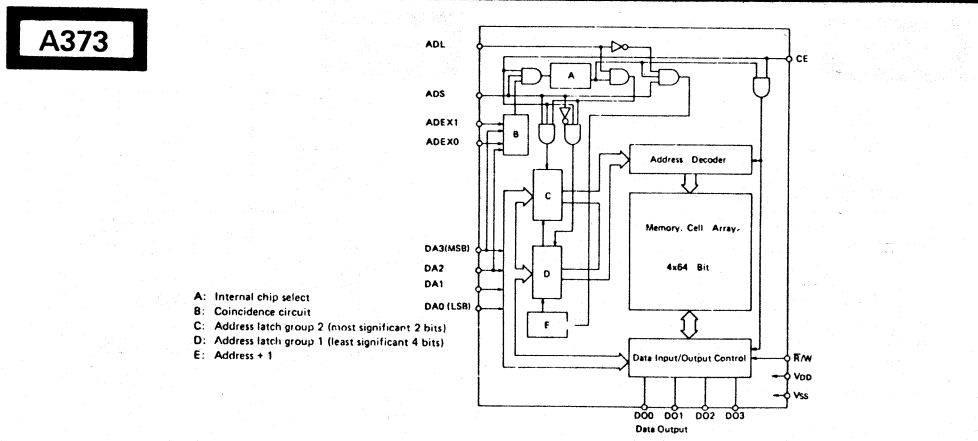 A373
ADL
CE
A
ADS
ADEX1
B
ADEX0
Address Decoder
C
Memory. Cell Array.
DA3(MSB)
4x64 Bit
DA2
D
DA1
A: Internal chip select
DA0 (LSB)
B: Coincidence circuit
E
C: Address latch group 2 (most significant 2 bits)
D: Address latch group 1 (least significant 4 bits)
E: Address + 1
Data Input/Output Control
R̅/W
VDD
VSS
DO0 DO1 DO2 DO3
Data Output